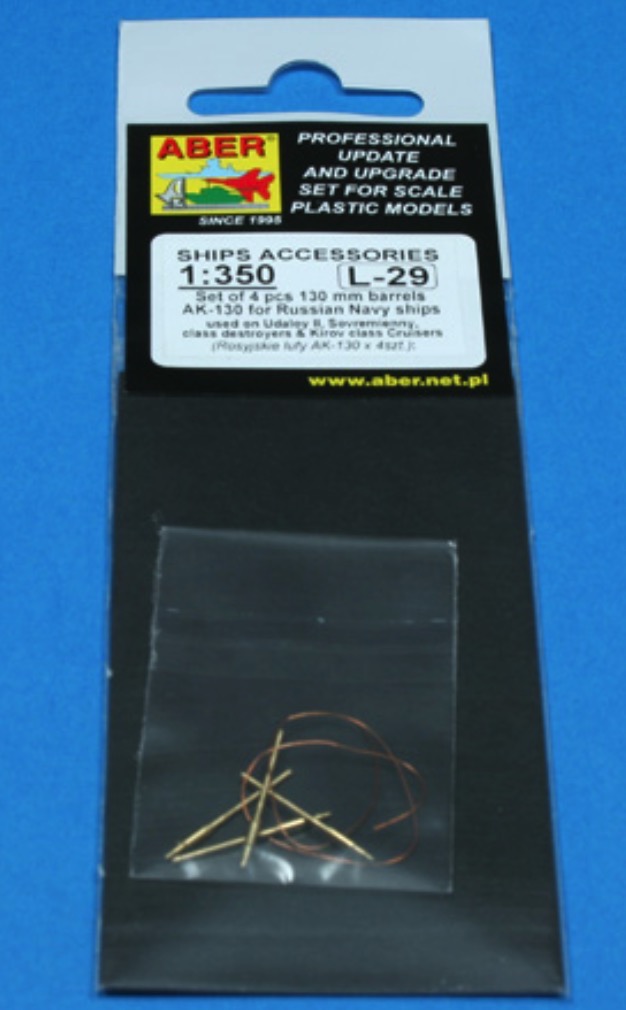 ABER®
SINCE 1995
PROFESSIONAL
UPDATE
AND UPGRADE
SET FOR SCALE
PLASTIC MODELS
SHIPS ACCESSORIES
1:350 L-29
Set of 4 pcs 130 mm barrels
AK-130 for Russian Navy ships
used on Udaloy II, Sovremienny,
class destroyers & Kirov class Cruisers
(Rosyjskie lufy AK-130 x 4szt.):
www.aber.net.pl